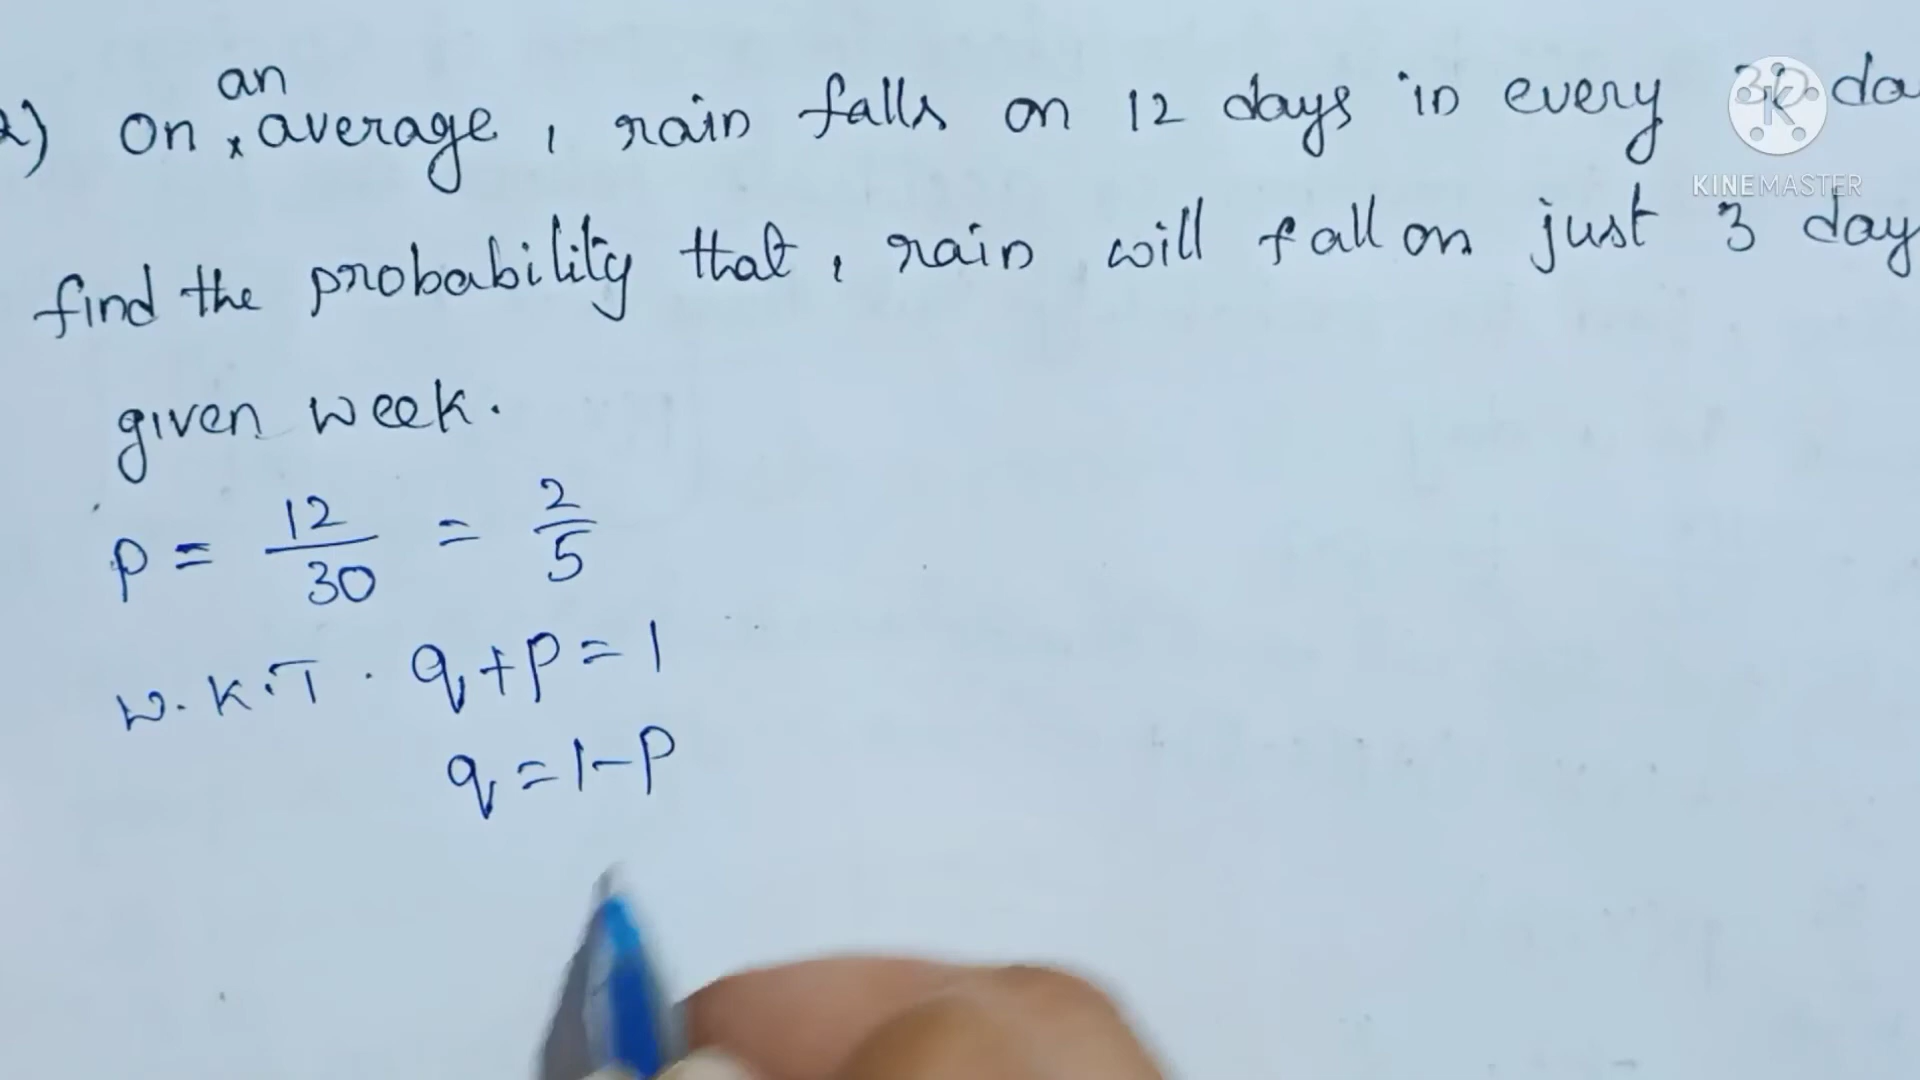 2) on an average, rain falls on 12 days in every 30 da
find the probability that, rain will fall on just 3 day
given week.
p = 12/30 = 2/5
W.K.T. q+p=1
q=1-p
KINEMASTER